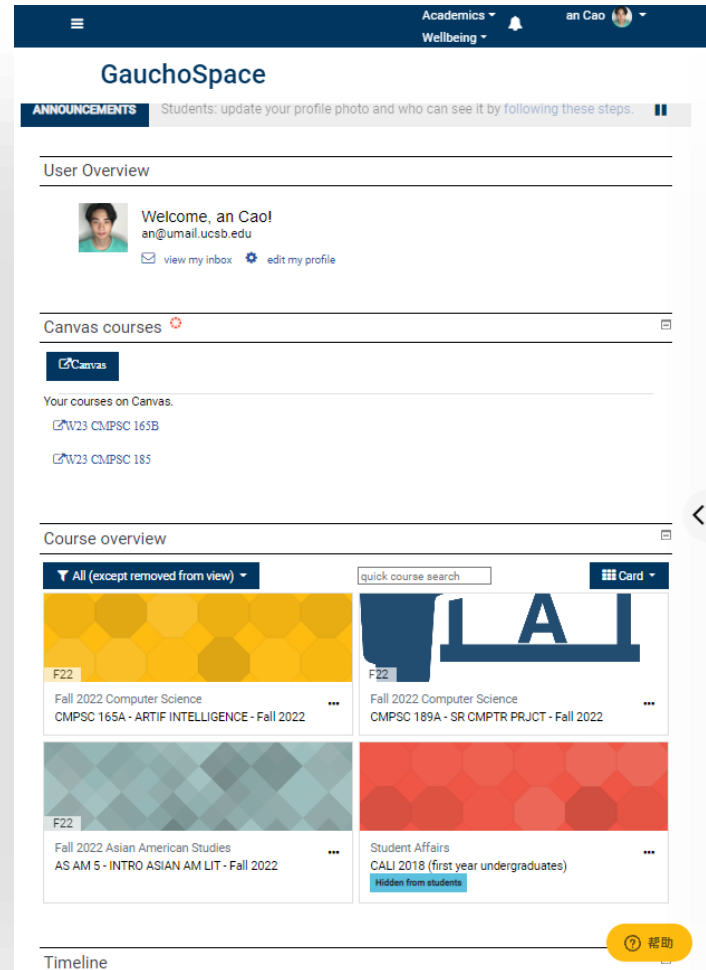 Academics
an Cao
Wellbeing
GauchoSpace
ANNOUNCEMENTS Students: update your profile photo and who can see it by following these steps.
User Overview
Welcome, an Cao!
an@umail.ucsb.edu
view my inbox edit my profile
Canvas courses
Canvas
Your courses on Canvas.
W23 CMPSC 165B
W23 CMPSC 185
Course overview
All (except removed from view) quick course search Card
A
F22
F22
Fall 2022 Computer Science
CMPSC 165A - ARTIF INTELLIGENCE - Fall 2022
Fall 2022 Computer Science
CMPSC 189A - SR CMPTR PRJCT - Fall 2022
F22
Fall 2022 Asian American Studies
AS AM 5 - INTRO ASIAN AM LIT - Fall 2022
Student Affairs
CALI 2018 (first year undergraduates)
Hidden from students
帮助
Timeline